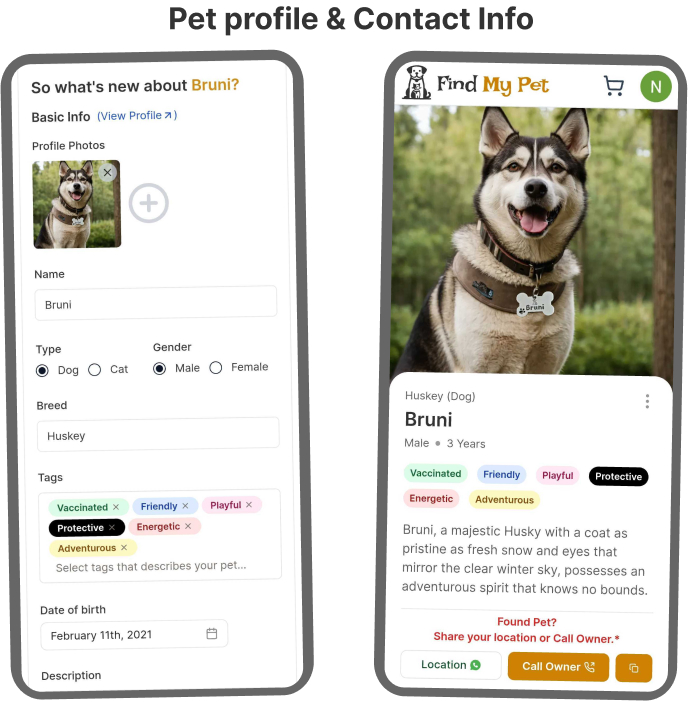 Pet profile & Contact Info
So what's new about Bruni?
Basic Info (View Profile↗)
Profile Photos
Name
Bruni
Type
Gender
Dog
Cat
Male
Female
Breed
Huskey
Tags
Vaccinated × Friendly × Playful ×
Protective × Energetic ×
Adventurous ×
Select tags that describes your pet...
Date of birth
February 11th, 2021
Description
Find My Pet
N
Bruni
Huskey (Dog)
Bruni
Male • 3 Years
Vaccinated Friendly Playful Protective
Energetic Adventurous
Bruni, a majestic Husky with a coat as
pristine as fresh snow and eyes that
mirror the clear winter sky, possesses an
adventurous spirit that knows no bounds.
Found Pet?
Share your location or Call Owner.*
Location
Call Owner